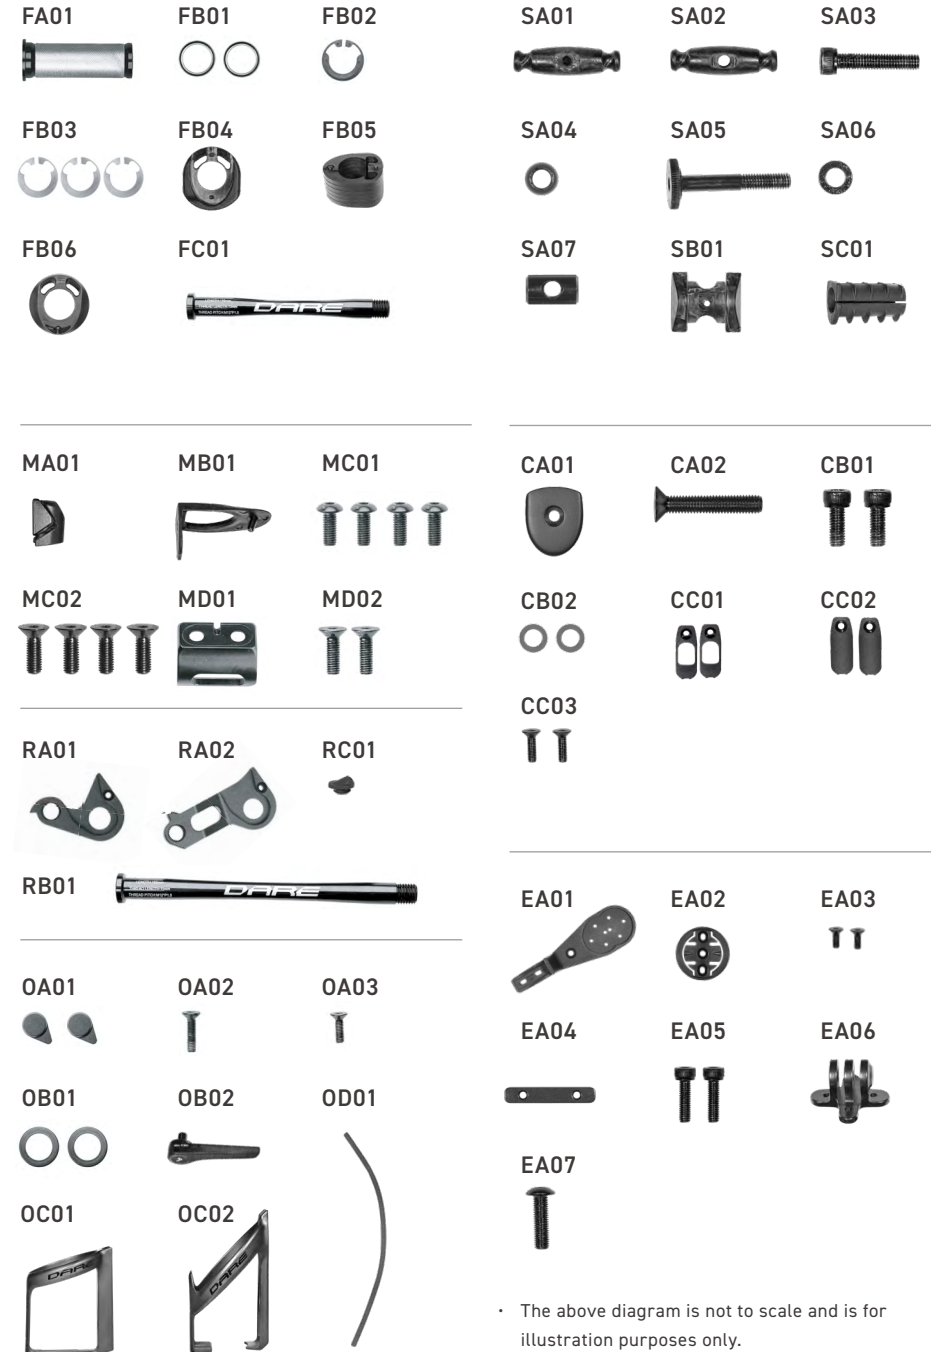 FA01 FB01 FB02
FB03 FB04 FB05
FB06 FC01
DARE
MA01 MB01 MC01
MC02 MD01 MD02
RA01 RA02 RC01
RB01
DARE
OA01 OA02 OA03
OB01 OB02 OD01
OC01 OC02
DARE DARE
SA01 SA02 SA03
SA04 SA05 SA06
SA07 SB01 SC01
CA01 CA02 CB01
CB02 CC01 CC02
CC03
EA01 EA02 EA03
EA04 EA05 EA06
EA07
· The above diagram is not to scale and is for
illustration purposes only.